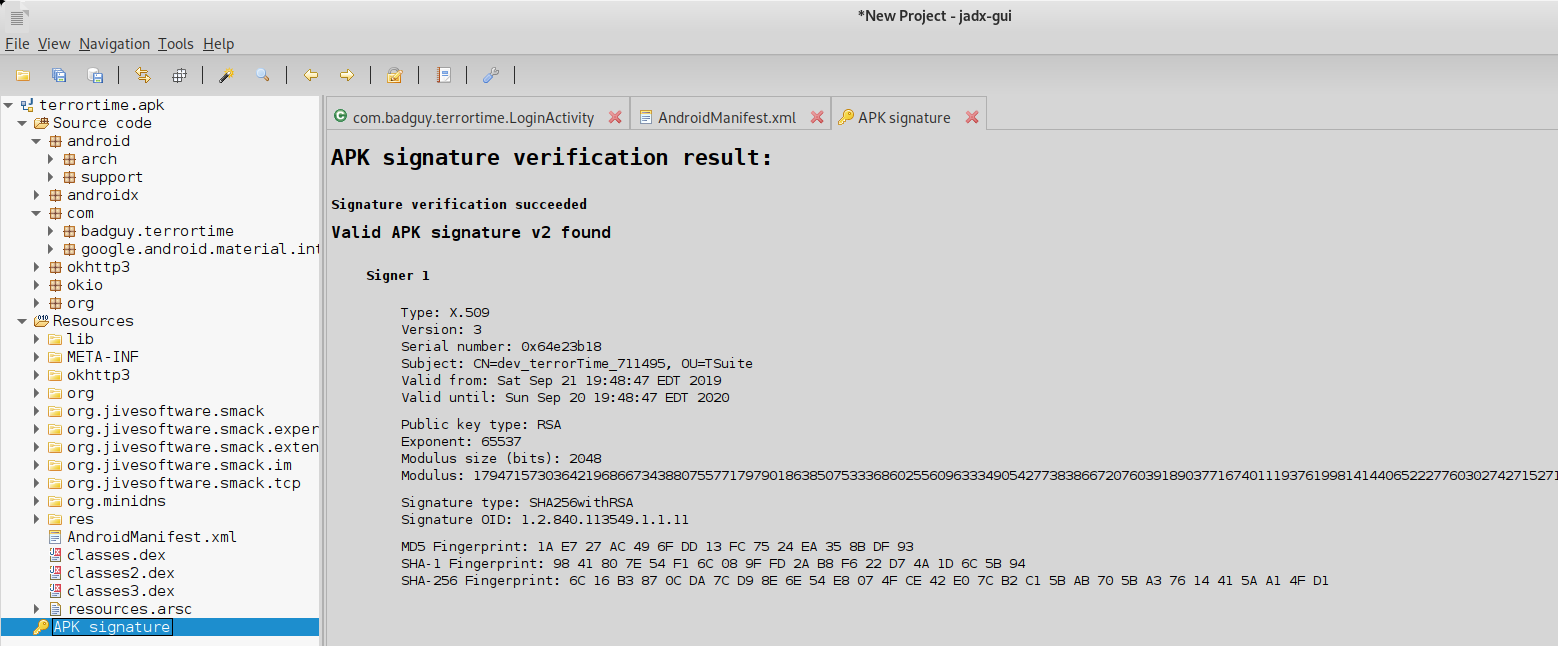 *New Project - jadx-gui
File View Navigation Tools Help
terrortime.apk
Source code
android
arch
support
androidx
com
badguy.terrortime
google.android.material.int
okhttp3
okio
org
Resources
lib
META-INF
okhttp3
org
org.jivesoftware.smack
org.jivesoftware.smack.exper
org.jivesoftware.smack.exten
org.jivesoftware.smack.im
org.jivesoftware.smack.tcp
org.minidns
res
AndroidManifest.xml
classes.dex
classes2.dex
classes3.dex
resources.arsc
APK signature
com.badguy.terrortime.LoginActivity AndroidManifest.xml APK signature
APK signature verification result:
Signature verification succeeded
Valid APK signature v2 found
Signer 1
Type: X.509
Version: 3
Serial number: 0x64e23b18
Subject: CN=dev_terrorTime_711495, OU=TSuite
Valid from: Sat Sep 21 19:48:47 EDT 2019
Valid until: Sun Sep 20 19:48:47 EDT 2020
Public key type: RSA
Exponent: 65537
Modulus size (bits): 2048
Modulus: 1794715730364219686673438807557717979018638507533368602556096333490542773838667207603918903771674011193761998141440652227760302742715271
Signature type: SHA256withRSA
Signature OID: 1.2.840.113549.1.1.11
MD5 Fingerprint: 1A E7 27 AC 49 6F DD 13 FC 75 24 EA 35 8B DF 93
SHA-1 Fingerprint: 98 41 80 7E 54 F1 6C 08 9F FD 2A B8 F6 22 D7 4A 1D 6C 5B 94
SHA-256 Fingerprint: 6C 16 B3 87 0C DA 7C D9 8E 6E 54 E8 07 4F CE 42 E0 7C B2 C1 5B AB 70 5B A3 76 14 41 5A A1 4F D1